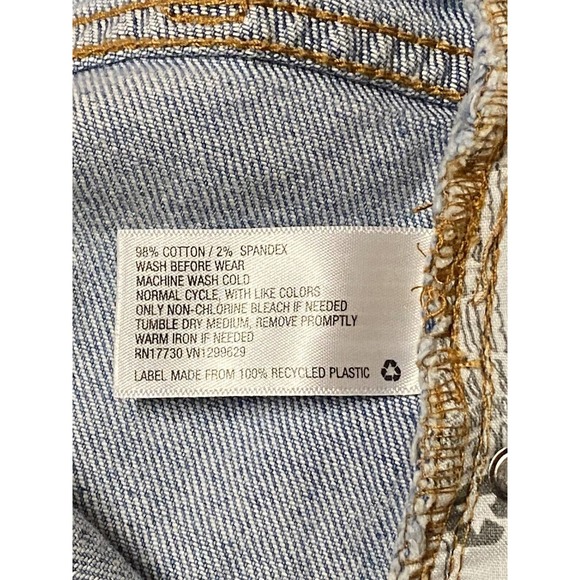 98% COTTON / 2% SPANDEX
WASH BEFORE WEAR
MACHINE WASH COLD
NORMAL CYCLE, WITH LIKE COLORS
ONLY NON-CHLORINE BLEACH IF NEEDED
TUMBLE DRY MEDIUM, REMOVE PROMPTLY
WARM IRON IF NEEDED
RN17730 VN1299629
LABEL MADE FROM 100% RECYCLED PLASTIC